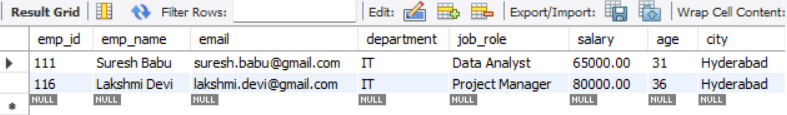 Result Grid Filter Rows: Edit: Export/Import: Wrap Cell Content:
emp_id emp_name email department job_role salary age city
111 Suresh Babu suresh.babu@gmail.com IT Data Analyst 65000.00 31 Hyderabad
116 Lakshmi Devi lakshmi.devi@gmail.com IT Project Manager 80000.00 36 Hyderabad
NULL NULL NULL NULL NULL NULL NULL NULL